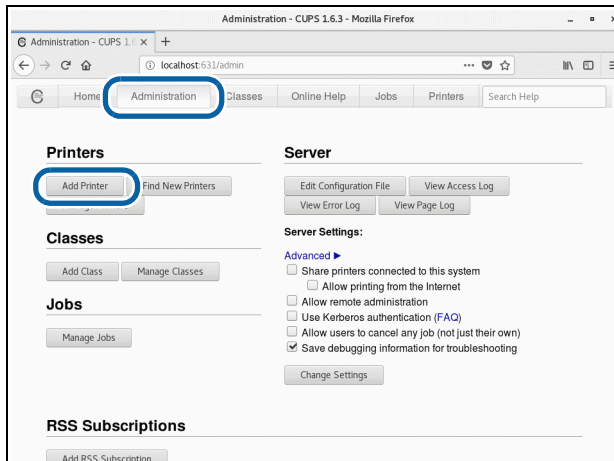 Administration - CUPS 1.6.3 - Mozilla Firefox
Administration - CUPS 1.6
localhost:631/admin
Home Administration Classes Online Help Jobs Printers Search Help
Printers
Add Printer Find New Printers
Classes
Add Class Manage Classes
Jobs
Manage Jobs
Server
Edit Configuration File View Access Log
View Error Log View Page Log
Server Settings:
Advanced ▶
Share printers connected to this system
Allow printing from the Internet
Allow remote administration
Use Kerberos authentication (FAQ)
Allow users to cancel any job (not just their own)
Save debugging information for troubleshooting
Change Settings
RSS Subscriptions
Add RSS Subscription